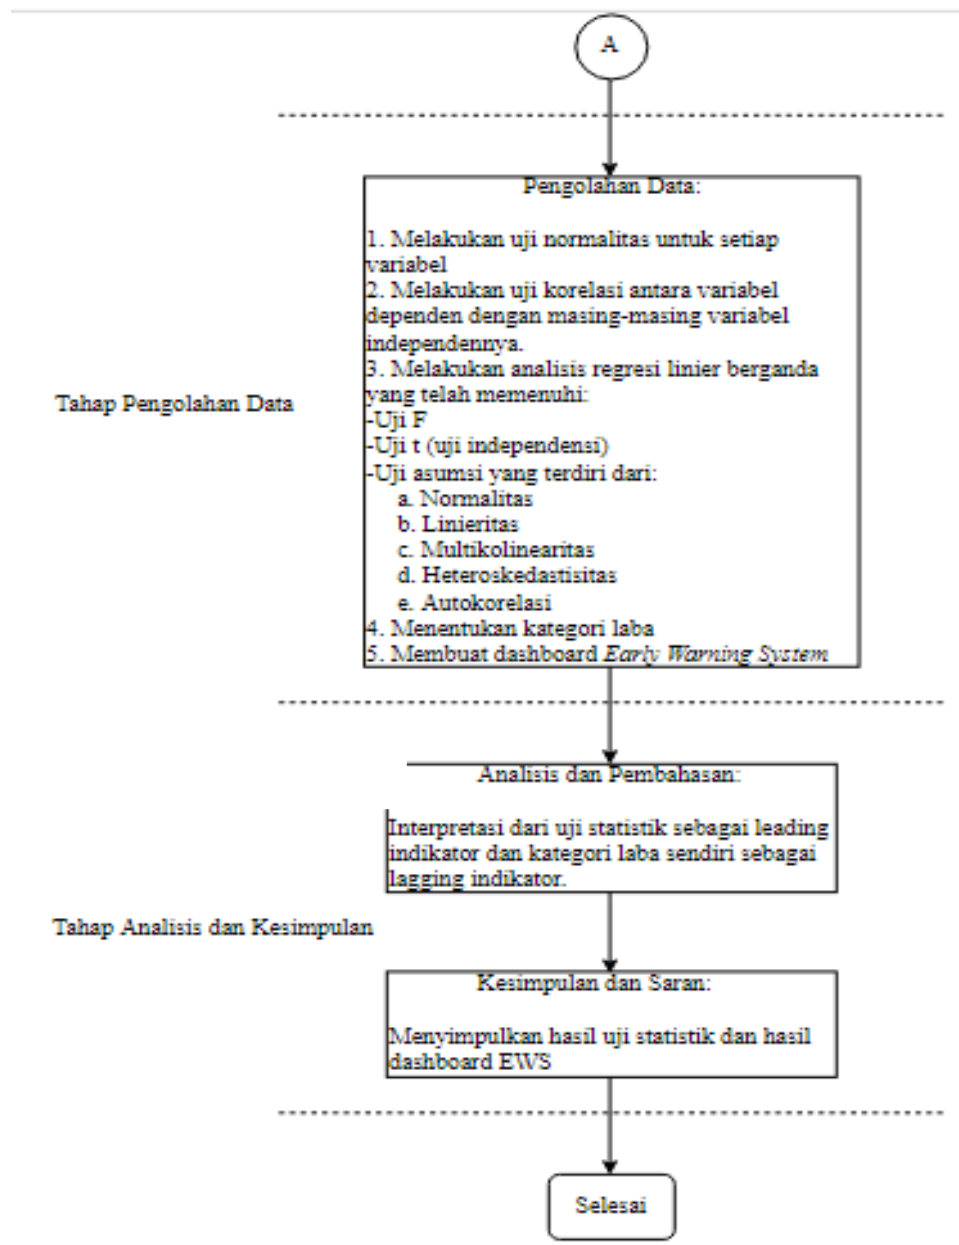 A
Pengolahan Data:
1. Melakukan uji normalitas untuk setiap
variabel
2. Melakukan uji korelasi antara variabel
dependen dengan masing-masing variabel
independennya.
3. Melakukan analisis regresi linier berganda
yang telah memenuhi:
-Uji F
-Uji t (uji independensi)
-Uji asumsi yang terdiri dari:
a. Normalitas
b. Linieritas
c. Multikolinearitas
d. Heteroskedastisitas
e. Autokorelasi
4. Menentukan kategori laba
5. Membuat dashboard Early Warning System
Tahap Pengolahan Data
Analisis dan Pembahasan:
Interpretasi dari uji statistik sebagai leading
indikator dan kategori laba sendiri sebagai
lagging indikator.
Tahap Analisis dan Kesimpulan
Kesimpulan dan Saran:
Menyimpulkan hasil uji statistik dan hasil
dashboard EWS
Selesai